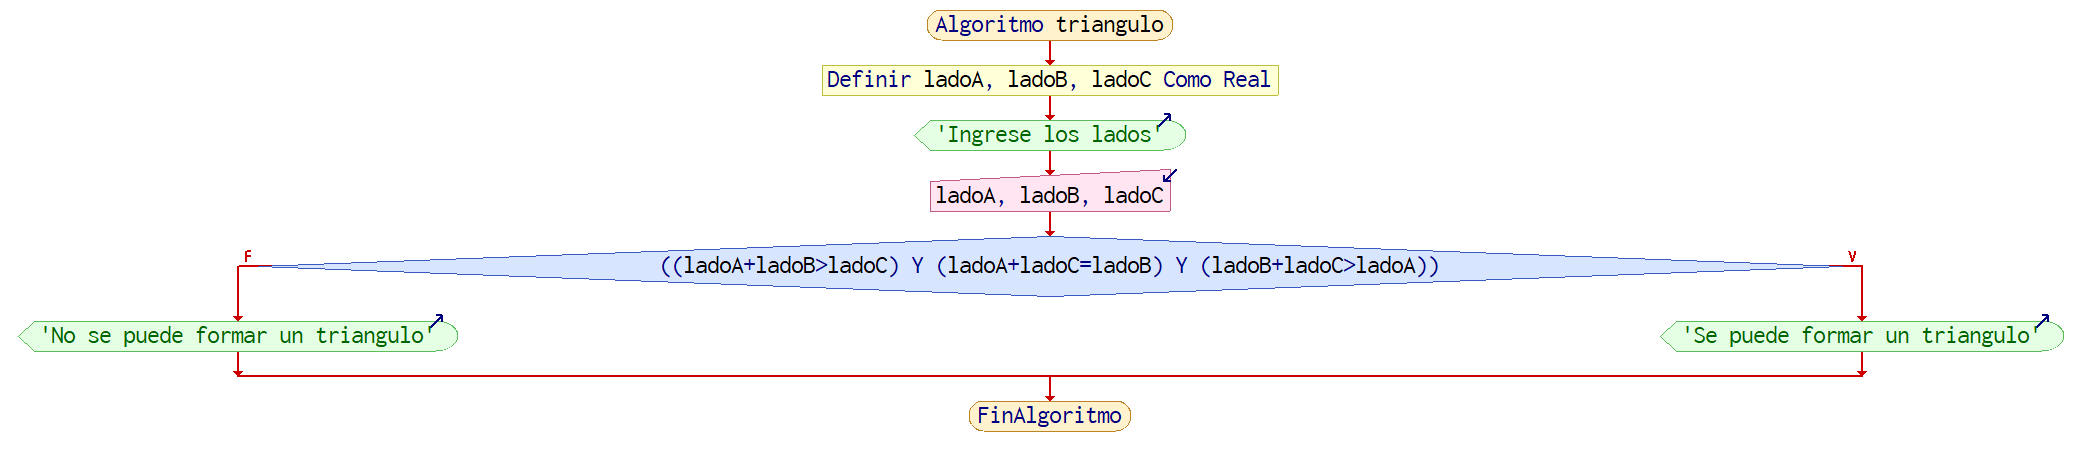 Algoritmo triangulo
Definir ladoA, ladoB, ladoC Como Real
'Ingrese los lados'
ladoA, ladoB, ladoC
F
V
((ladoA+ladoB>ladoC) Y (ladoA+ladoC=ladoB) Y (ladoB+ladoC>ladoA))
'No se puede formar un triangulo'
'Se puede formar un triangulo'
FinAlgoritmo